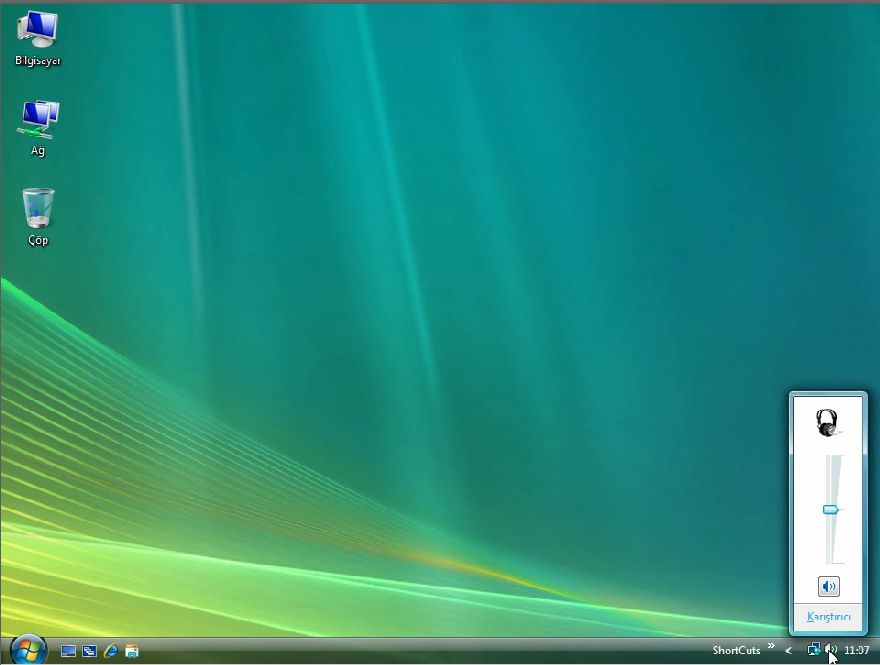 Bilgisayar
Ağ
Çöp
Karıştırıcı
ShortCuts » < 11:07